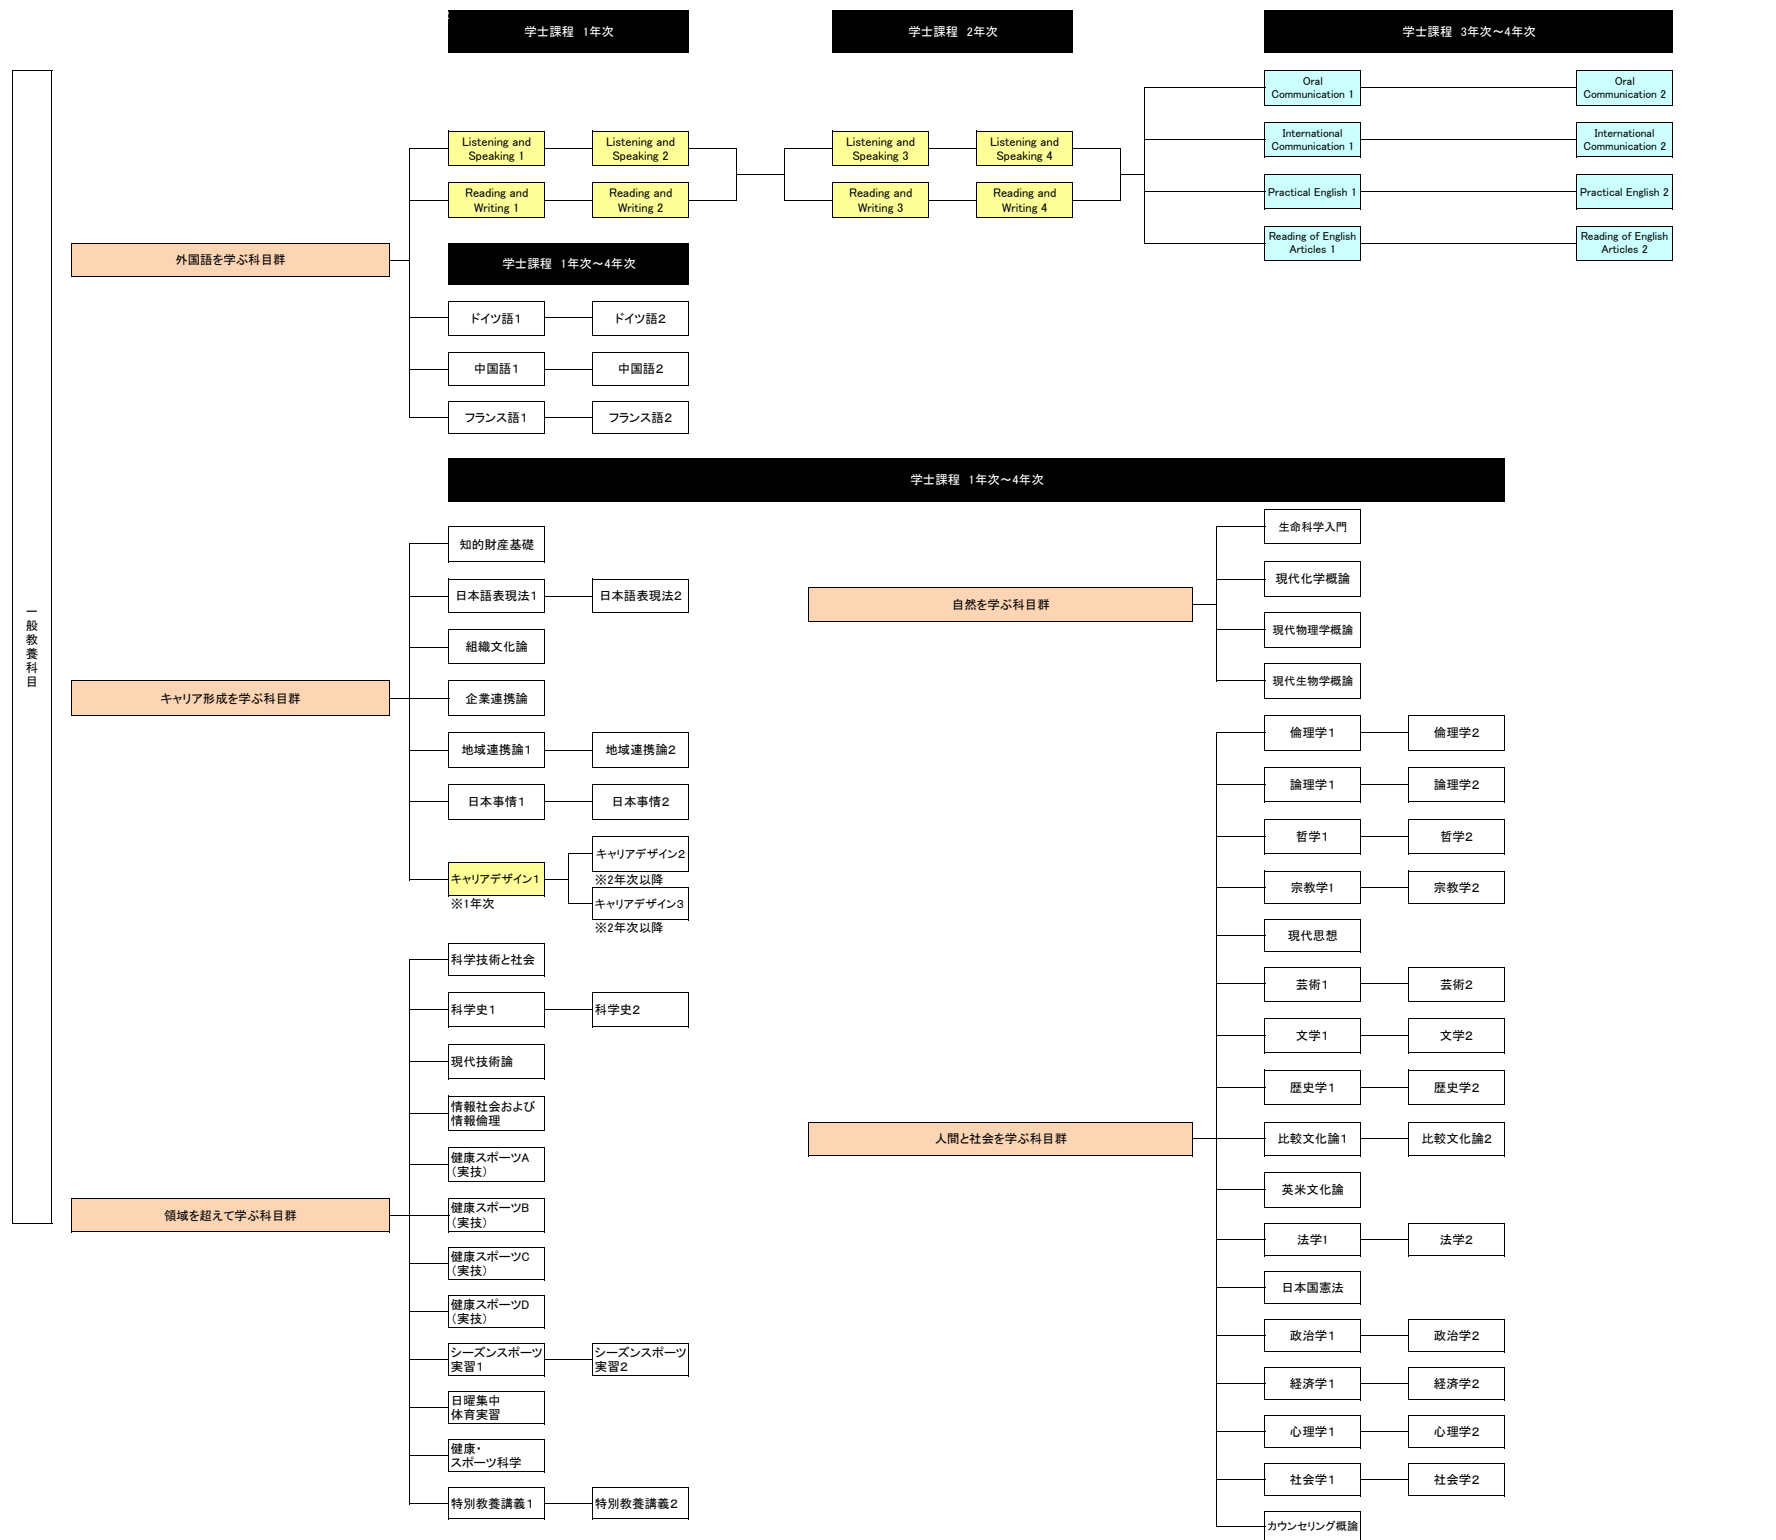 学士課程 1年次
学士課程 2年次
学士課程 3年次～4年次
一般教養科目
外国語を学ぶ科目群
Listening and
Speaking 1
Listening and
Speaking 2
Listening and
Speaking 3
Listening and
Speaking 4
Reading and
Writing 1
Reading and
Writing 2
Reading and
Writing 3
Reading and
Writing 4
Oral
Communication 1
Oral
Communication 2
International
Communication 1
International
Communication 2
Practical English 1
Practical English 2
Reading of English
Articles 1
Reading of English
Articles 2
学士課程 1年次～4年次
ドイツ語1
ドイツ語2
中国語1
中国語2
フランス語1
フランス語2
学士課程 1年次～4年次
キャリア形成を学ぶ科目群
知的財産基礎
日本語表現法1
日本語表現法2
組織文化論
企業連携論
地域連携論1
地域連携論2
日本事情1
日本事情2
キャリアデザイン1
※1年次
キャリアデザイン2
※2年次以降
キャリアデザイン3
※2年次以降
領域を超えて学ぶ科目群
科学技術と社会
科学史1
科学史2
現代技術論
情報社会および
情報倫理
健康スポーツA
（実技）
健康スポーツB
（実技）
健康スポーツC
（実技）
健康スポーツD
（実技）
シーズンスポーツ
実習1
シーズンスポーツ
実習2
日曜集中
体育実習
健康・
スポーツ科学
特別教養講義1
特別教養講義2
自然を学ぶ科目群
生命科学入門
現代化学概論
現代物理学概論
現代生物学概論
人間と社会を学ぶ科目群
倫理学1
倫理学2
論理学1
論理学2
哲学1
哲学2
宗教学1
宗教学2
現代思想
芸術1
芸術2
文学1
文学2
歴史学1
歴史学2
比較文化論1
比較文化論2
英米文化論
法学1
法学2
日本国憲法
政治学1
政治学2
経済学1
経済学2
心理学1
心理学2
社会学1
社会学2
カウンセリング概論